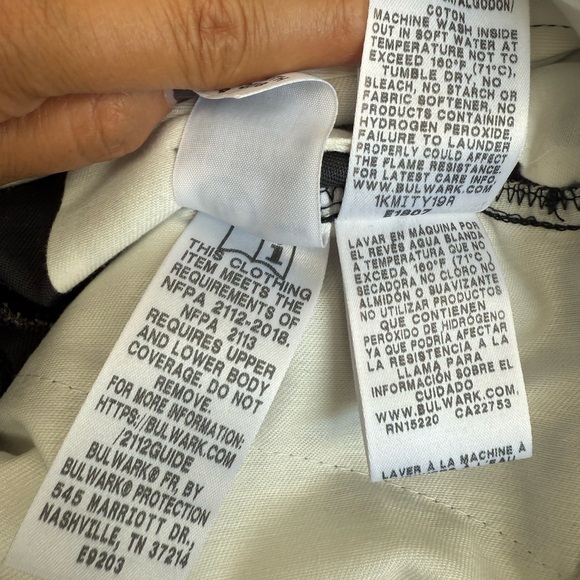 ALGODON/
COTTON
MACHINE WASH INSIDE
OUT IN SOFT WATER AT
TEMPERATURE NOT TO
EXCEED 160°F (71°C),
TUMBLE DRY, NO
BLEACH, NO STARCH OR
FABRIC SOFTENER, NO
PRODUCTS CONTAINING
HYDROGEN PEROXIDE,
FAILURE TO LAUNDER
PROPERLY COULD AFFECT
THE FLAME RESISTANCE.
FOR LATEST CARE INFO.
WWW.BULWARK.COM
1KMITY19R
E1907
THIS CLOTHING
ITEM MEETS THE
REQUIREMENTS OF
NFPA 2112-2018.
NFPA 2113
REQUIRES UPPER
AND LOWER BODY
COVERAGE. DO NOT
REMOVE.
FOR MORE INFORMATION:
HTTPS://BULWARK.COM
/2112GUIDE
BULWARK® FR, BY
BULWARK® PROTECTION
545 MARRIOTT DR.,
NASHVILLE, TN 37214
E9203
LAVAR EN MÁQUINA POR
EL REVÉS AQUA BLANDA
A TEMPERATURA QUE NO
EXCEDA 160°F (71°C)
SECADORA NO CLORO NO
ALMIDÓN O SUAVIZANTE
NO UTILIZAR PRODUCTOS
QUE CONTIENEN
PERÓXIDO DE HIDRÓGENO
YA QUE PODRÍA AFECTAR
LA RESISTENCIA A LA
LLAMA PARA
INFORMACIÓN SOBRE EL
CUIDADO
WWW.BULWARK.COM,
RN15220 CA22753
LAVER À LA MACHINE À